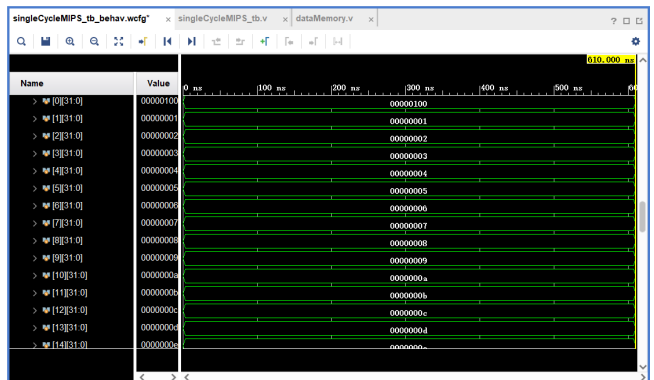 singleCycleMIPS_tb_behav.wcfg* × singleCycleMIPS_tb.v × dataMemory.v ×
610.000 ns
Name Value 0 ns 100 ns 200 ns 300 ns 400 ns 500 ns
[0][31:0] 00000100 00000100
[1][31:0] 00000001 00000001
[2][31:0] 00000002 00000002
[3][31:0] 00000003 00000003
[4][31:0] 00000004 00000004
[5][31:0] 00000005 00000005
[6][31:0] 00000006 00000006
[7][31:0] 00000007 00000007
[8][31:0] 00000008 00000008
[9][31:0] 00000009 00000009
[10][31:0] 0000000a 0000000a
[11][31:0] 0000000b 0000000b
[12][31:0] 0000000c 0000000c
[13][31:0] 0000000d 0000000d
[14][31:0] 0000000e